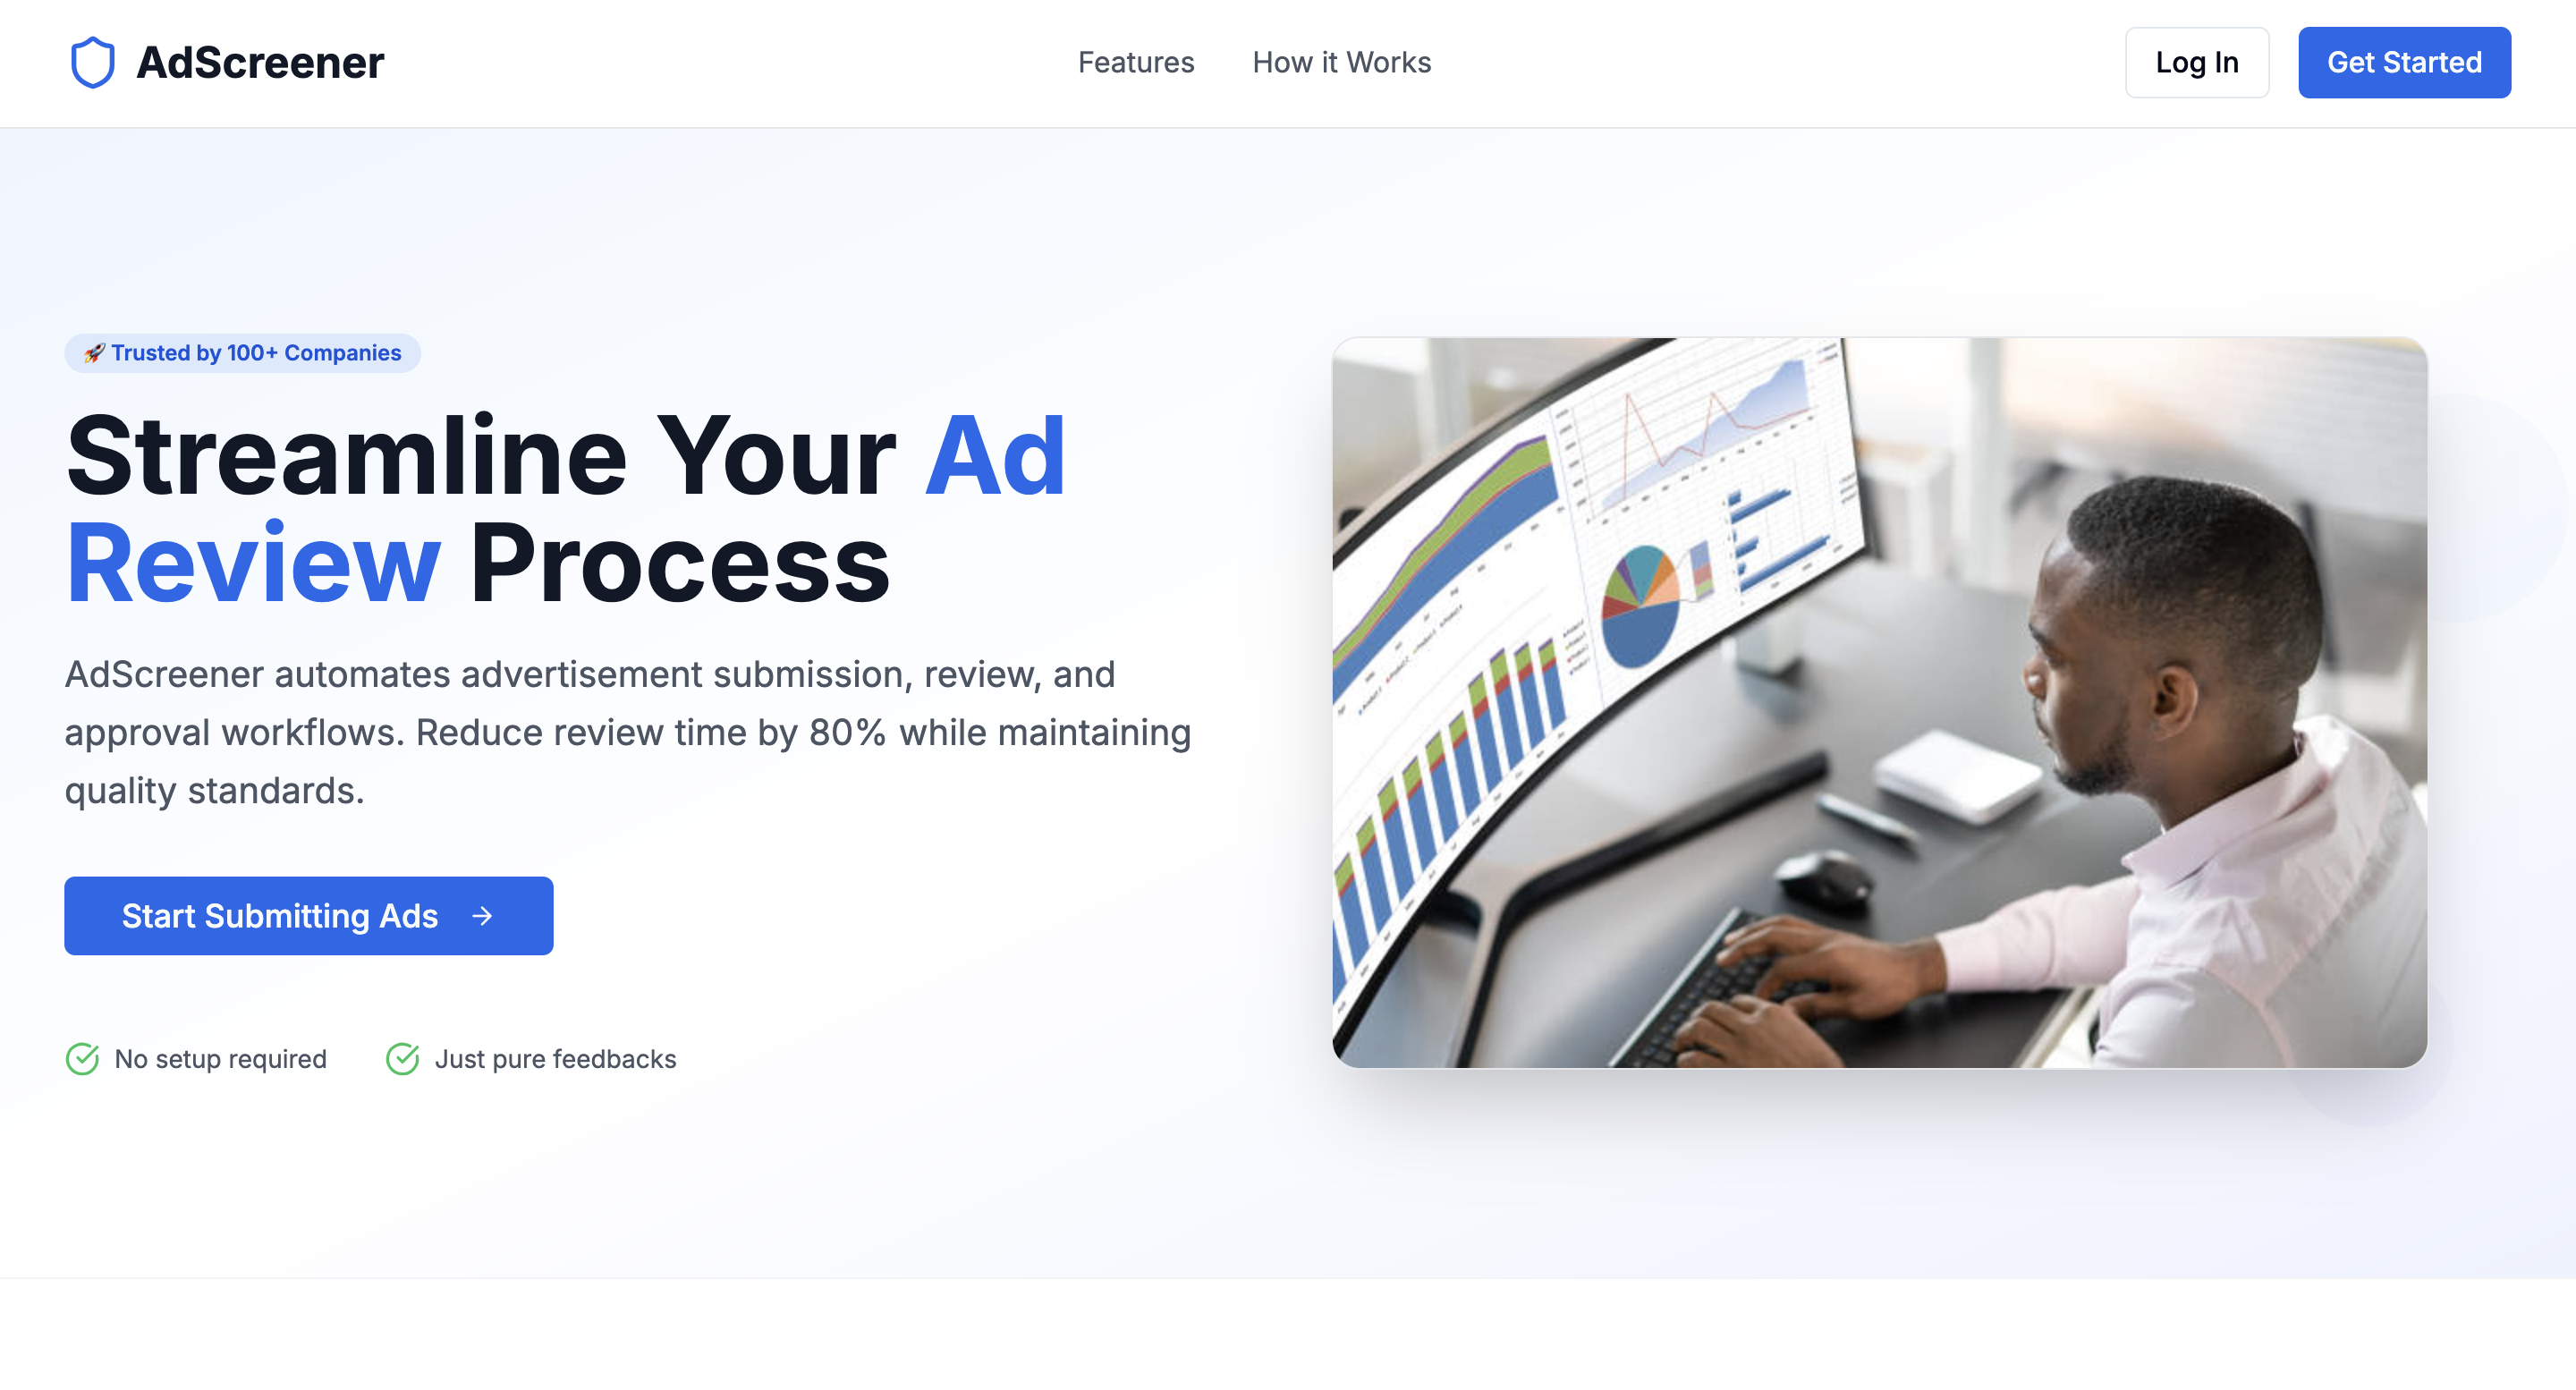 AdScreener
Features
How it Works
Log In
Get Started
🚀 Trusted by 100+ Companies
Streamline Your Ad
Review Process
AdScreener automates advertisement submission, review, and
approval workflows. Reduce review time by 80% while maintaining
quality standards.
Start Submitting Ads →
No setup required
Just pure feedbacks